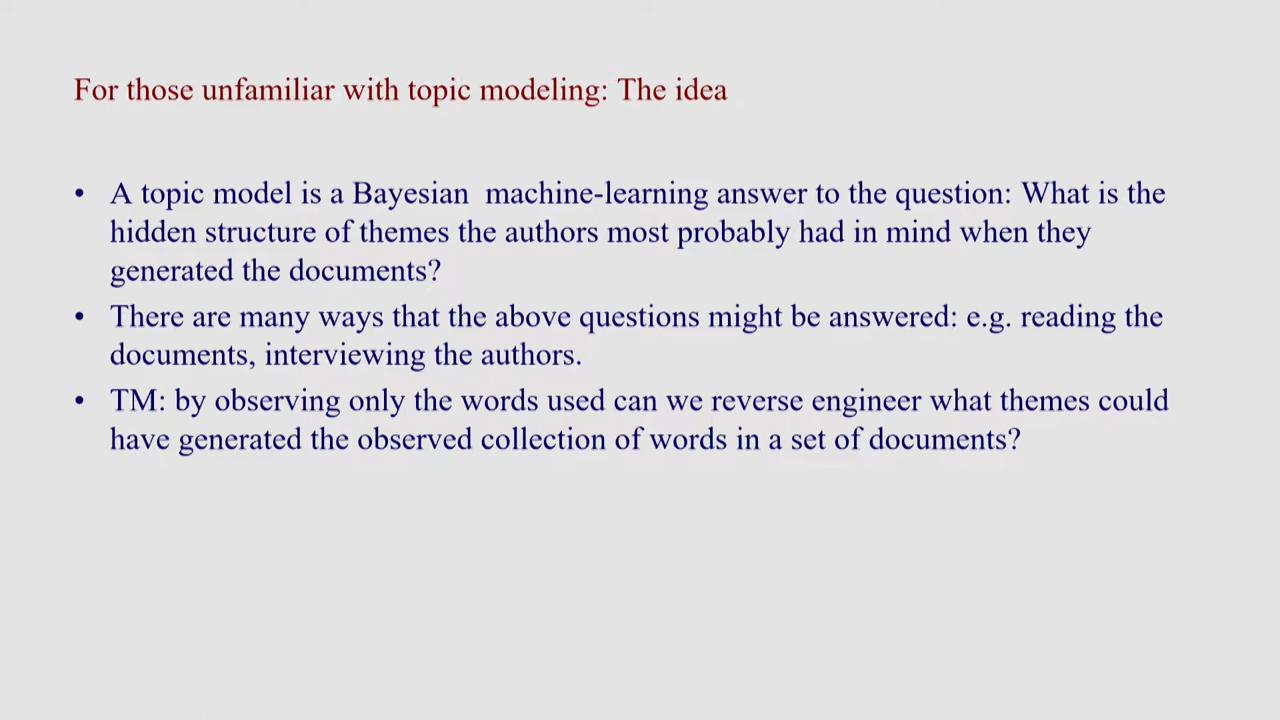 For those unfamiliar with topic modeling: The idea
• A topic model is a Bayesian  machine-learning answer to the question: What is the
hidden structure of themes the authors most probably had in mind when they
generated the documents?
• There are many ways that the above questions might be answered: e.g. reading the
documents, interviewing the authors.
• TM: by observing only the words used can we reverse engineer what themes could
have generated the observed collection of words in a set of documents?